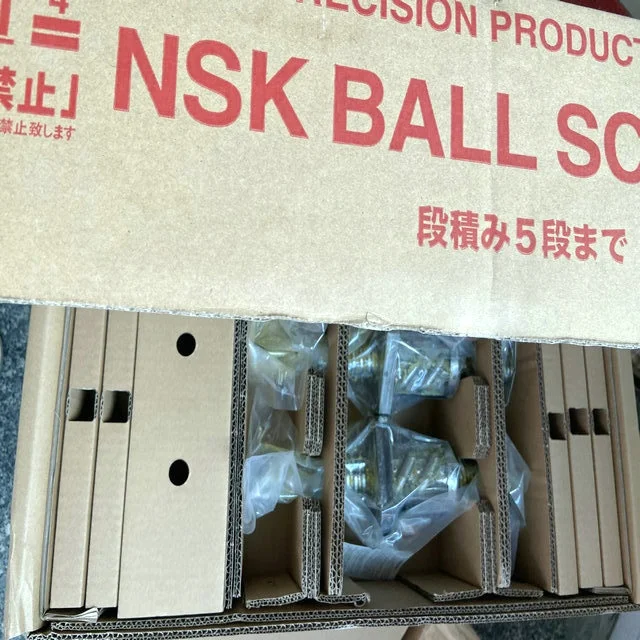 RECISION PRODUCT
4
禁止」
禁止致します
NSK BALL SC
段積み5段まで